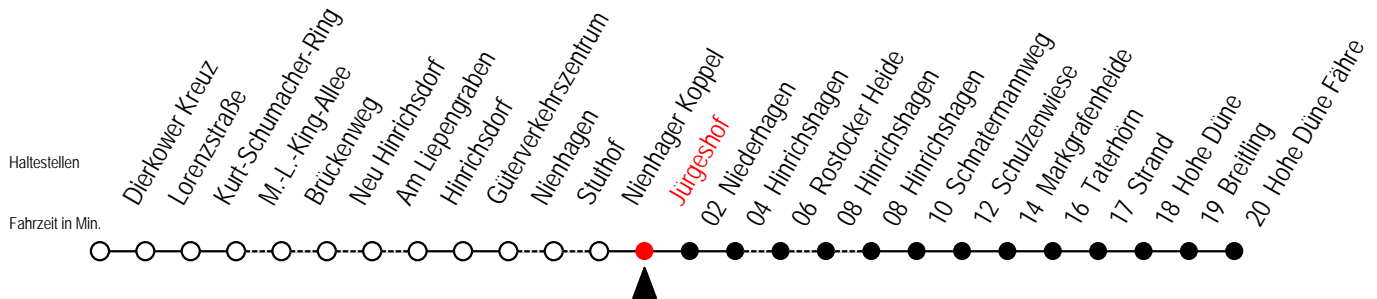 Haltestellen
Dierkower Kreuz
Lorenzstraße
Kurt-Schumacher-Ring
M.-L.-King-Allee
Brückenweg
Neu Hinrichsdorf
Am Liepengraben
Hinrichsdorf
Güterverkehrszentrum
Nienhagen
Stuthof
Nienhager Koppel
Jürgeshof
02 Niederhagen
04 Hinrichshagen
06 Rostocker Heide
08 Hinrichshagen
08 Hinrichshagen
10 Schnatermannweg
12 Schulzenwiese
14 Markgrafenheide
16 Taterhörn
17 Strand
18 Hohe Düne
19 Breitling
20 Hohe Düne Fähre
Fahrzeit in Min.